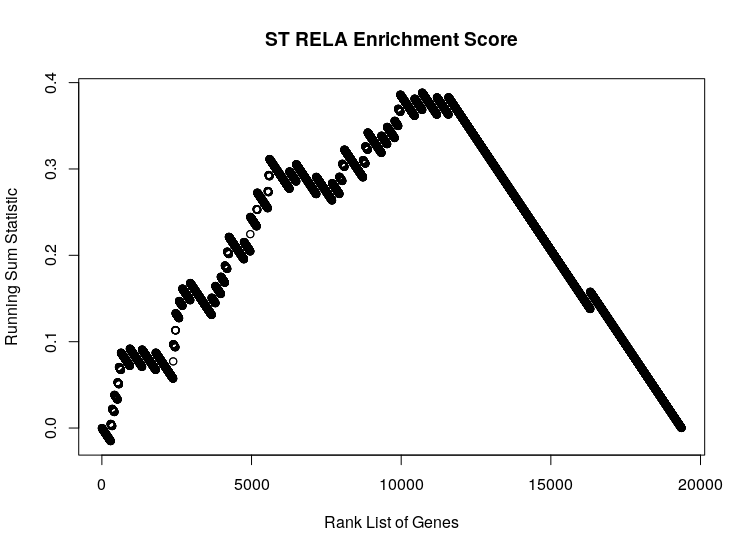 ST RELA Enrichment Score
Running Sum Statistic
0.4
0.3
0.2
0.1
0.0
0 5000 10000 15000 20000
Rank List of Genes